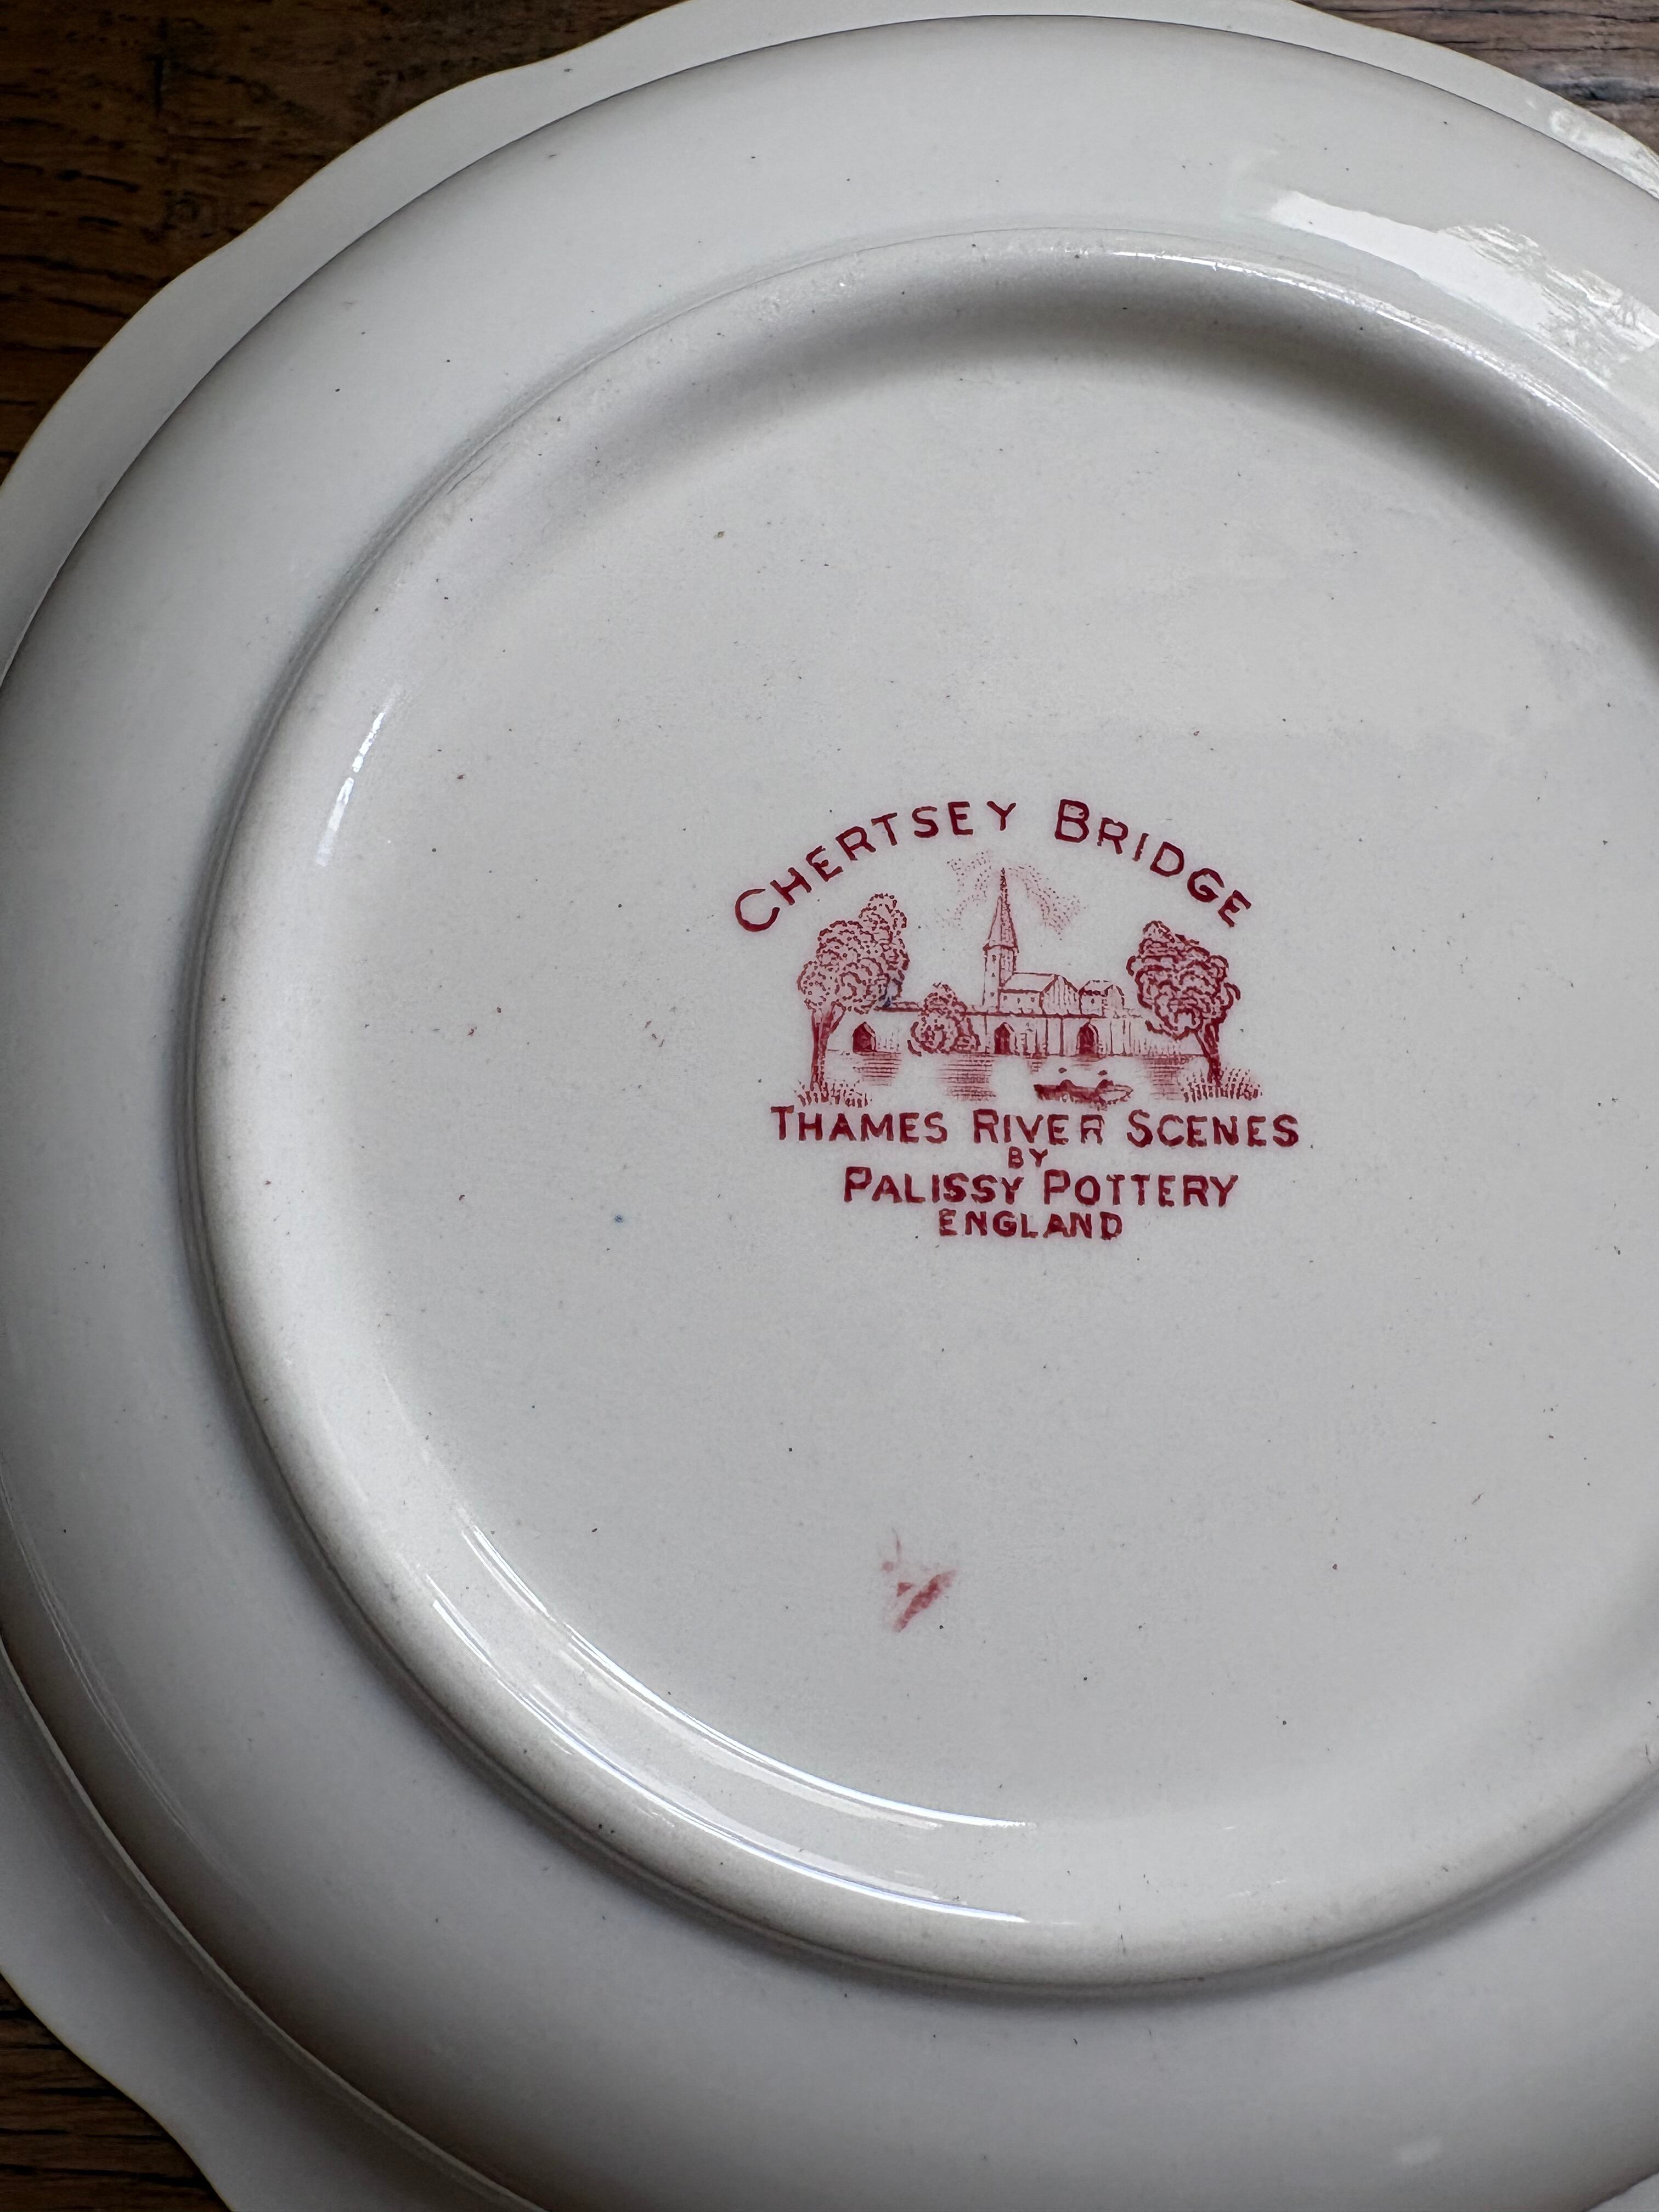 CHERTSEY BRIDGE
THAMES RIVER SCENES
BY
PALISSY POTTERY
ENGLAND